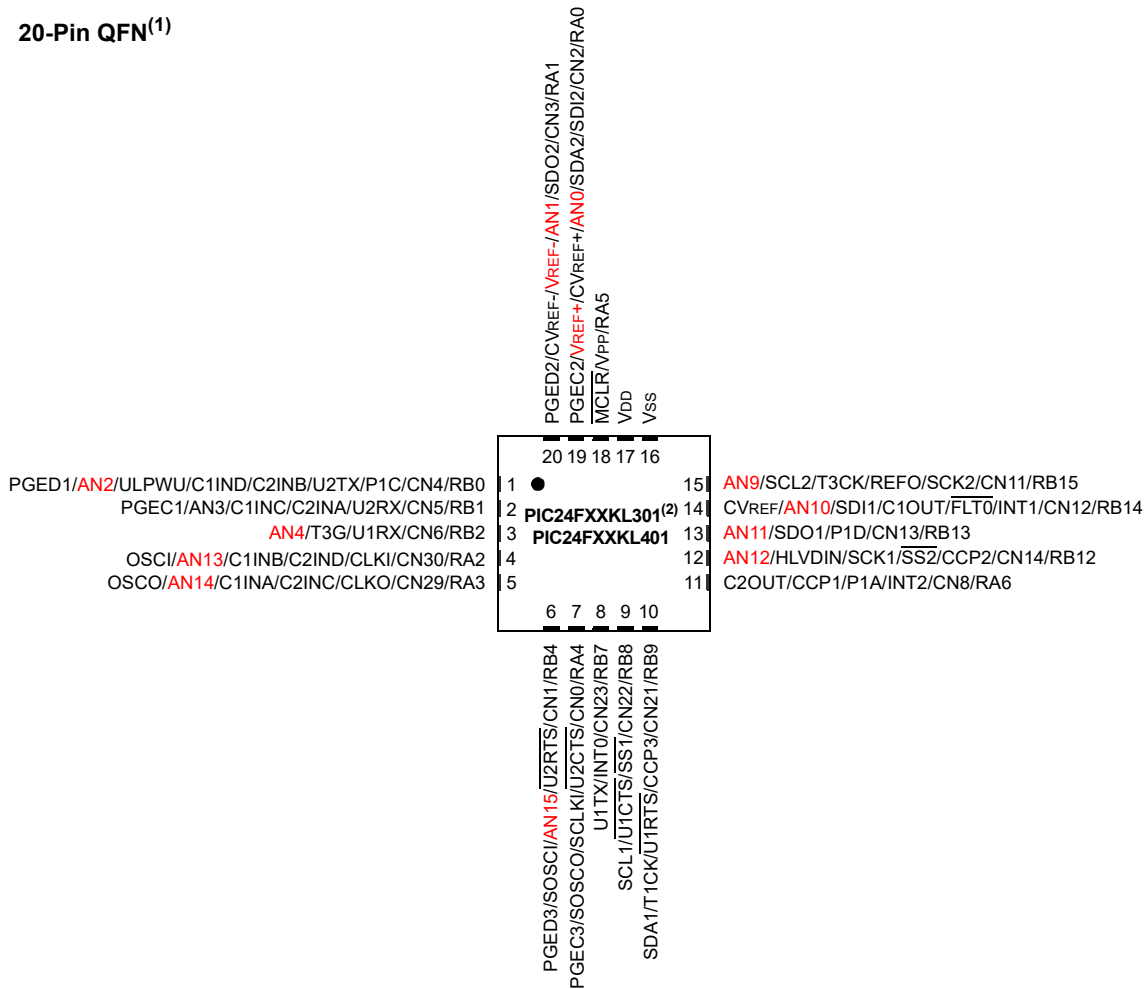 20-Pin QFN(1)
PGED2/CVREF-/VREF-/AN1/SDO2/CN3/RA1
PGEC2/VREF+/CVREF+/AN0/SDA2/SDI2/CN2/RA0
MCLR/VPP/RA5
VDD
VSS
20 19 18 17 16
PGED1/AN2/ULPWU/C1IND/C2INB/U2TX/P1C/CN4/RB0 1
PGEC1/AN3/C1INC/C2INA/U2RX/CN5/RB1 2
AN4/T3G/U1RX/CN6/RB2 3
OSCI/AN13/C1INB/C2IND/CLKI/CN30/RA2 4
OSCO/AN14/C1INA/C2INC/CLKO/CN29/RA3 5
PIC24FXXKL301(2)
PIC24FXXKL401
15 AN9/SCL2/T3CK/REFO/SCK2/CN11/RB15
14 CVREF/AN10/SDI1/C1OUT/FLT0/INT1/CN12/RB14
13 AN11/SDO1/P1D/CN13/RB13
12 AN12/HLVDIN/SCK1/SS2/CCP2/CN14/RB12
11 C2OUT/CCP1/P1A/INT2/CN8/RA6
6 7 8 9 10
PGED3/SOSCI/AN15/U2RTS/CN1/RB4
PGEC3/SOSCO/SCLKI/U2CTS/CN0/RA4
U1TX/INT0/CN23/RB7
SCL1/U1CTS/SS1/CN22/RB8
SDA1/T1CK/U1RTS/CCP3/CN21/RB9